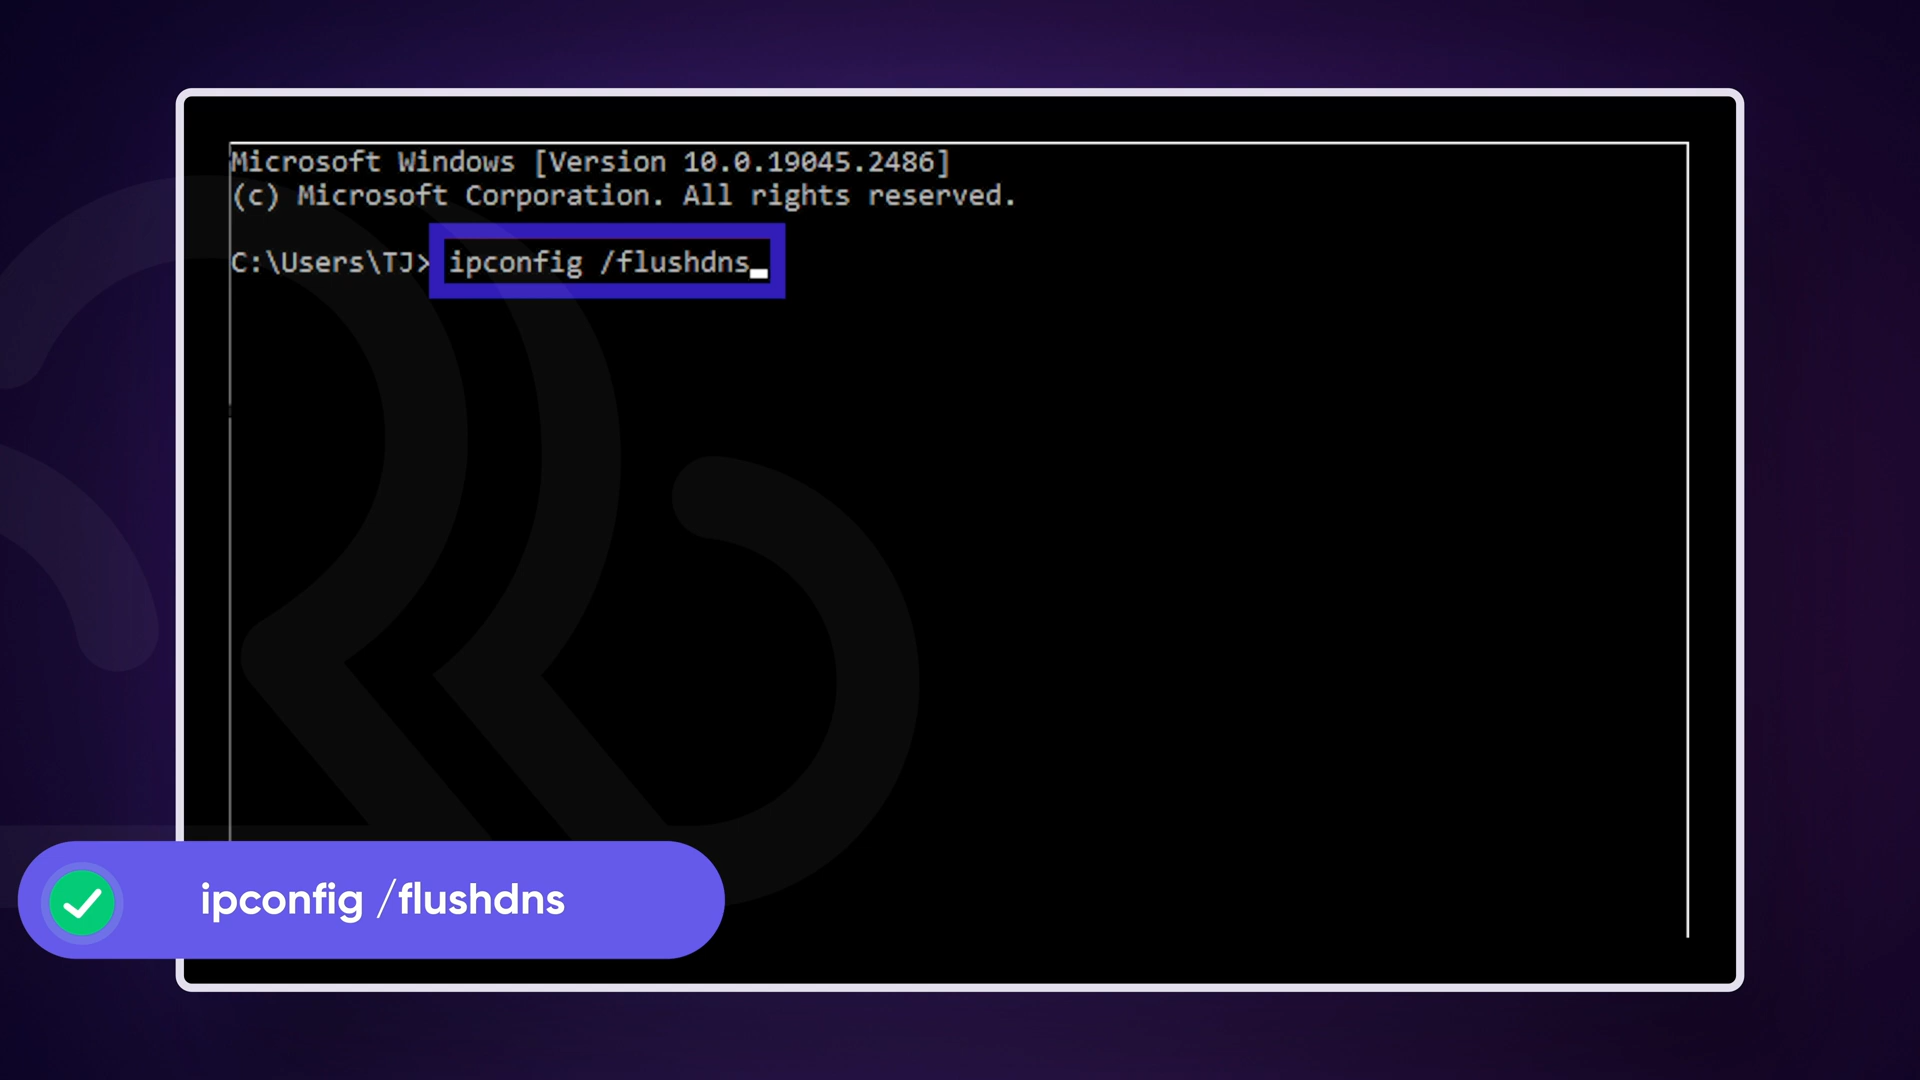 Microsoft Windows [Version 10.0.19045.2486]
(c) Microsoft Corporation. All rights reserved.
C:\Users\TJ> ipconfig /flushdns
ipconfig /flushdns